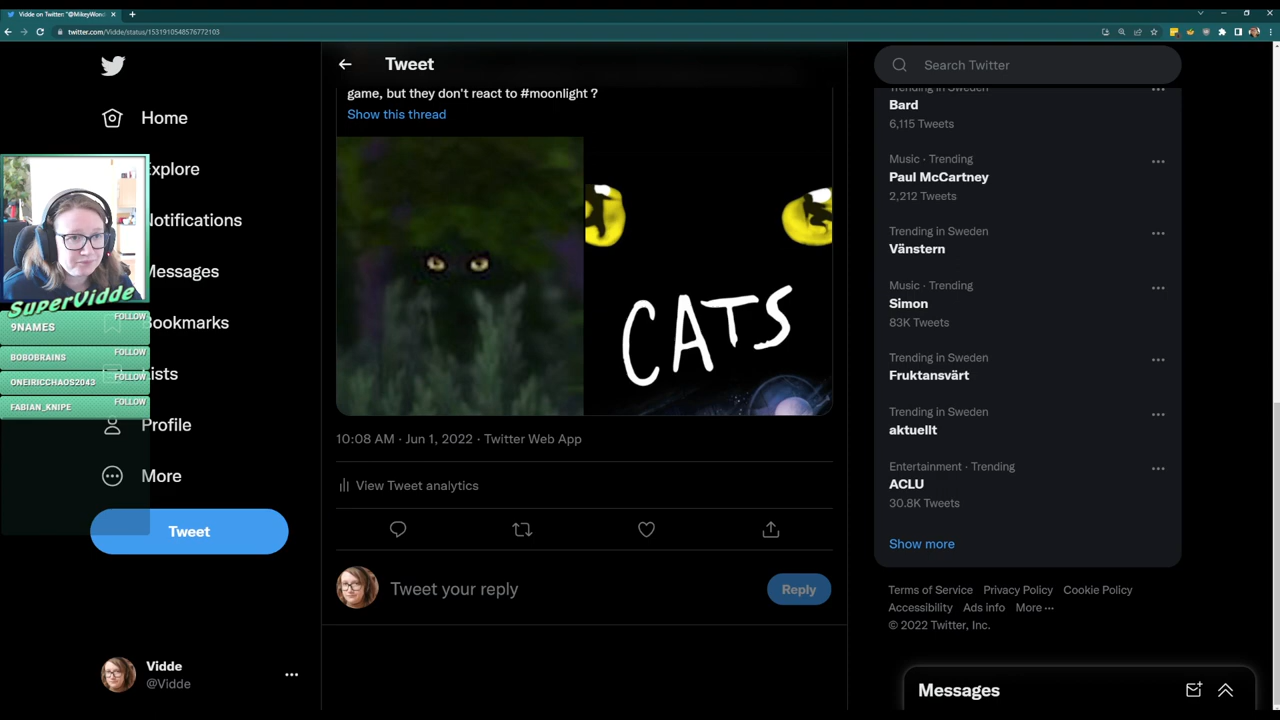 Vidde on Twitter: "@MikeyWond
twitter.com/Vidde/status/1531910548576772103
Home
Explore
Notifications
Messages
Bookmarks
Lists
Profile
More
Tweet
Vidde
@Vidde
SuperVidde
9NAMES
FOLLOW
BOBOBRAINS
FOLLOW
ONEIRICCHAOS2043
FOLLOW
FABIAN_KNIPE
FOLLOW
Tweet
game, but they don't react to #moonlight ?
Show this thread
CATS
10:08 AM · Jun 1, 2022 · Twitter Web App
View Tweet analytics
Tweet your reply
Reply
Search Twitter
Trending in Sweden
Bard
6,115 Tweets
Music · Trending
Paul McCartney
2,212 Tweets
Trending in Sweden
Vänstern
Music · Trending
Simon
83K Tweets
Trending in Sweden
Fruktansvärt
Trending in Sweden
aktuellt
Entertainment · Trending
ACLU
30.8K Tweets
Show more
Terms of Service Privacy Policy Cookie Policy
Accessibility Ads info More ···
© 2022 Twitter, Inc.
Messages